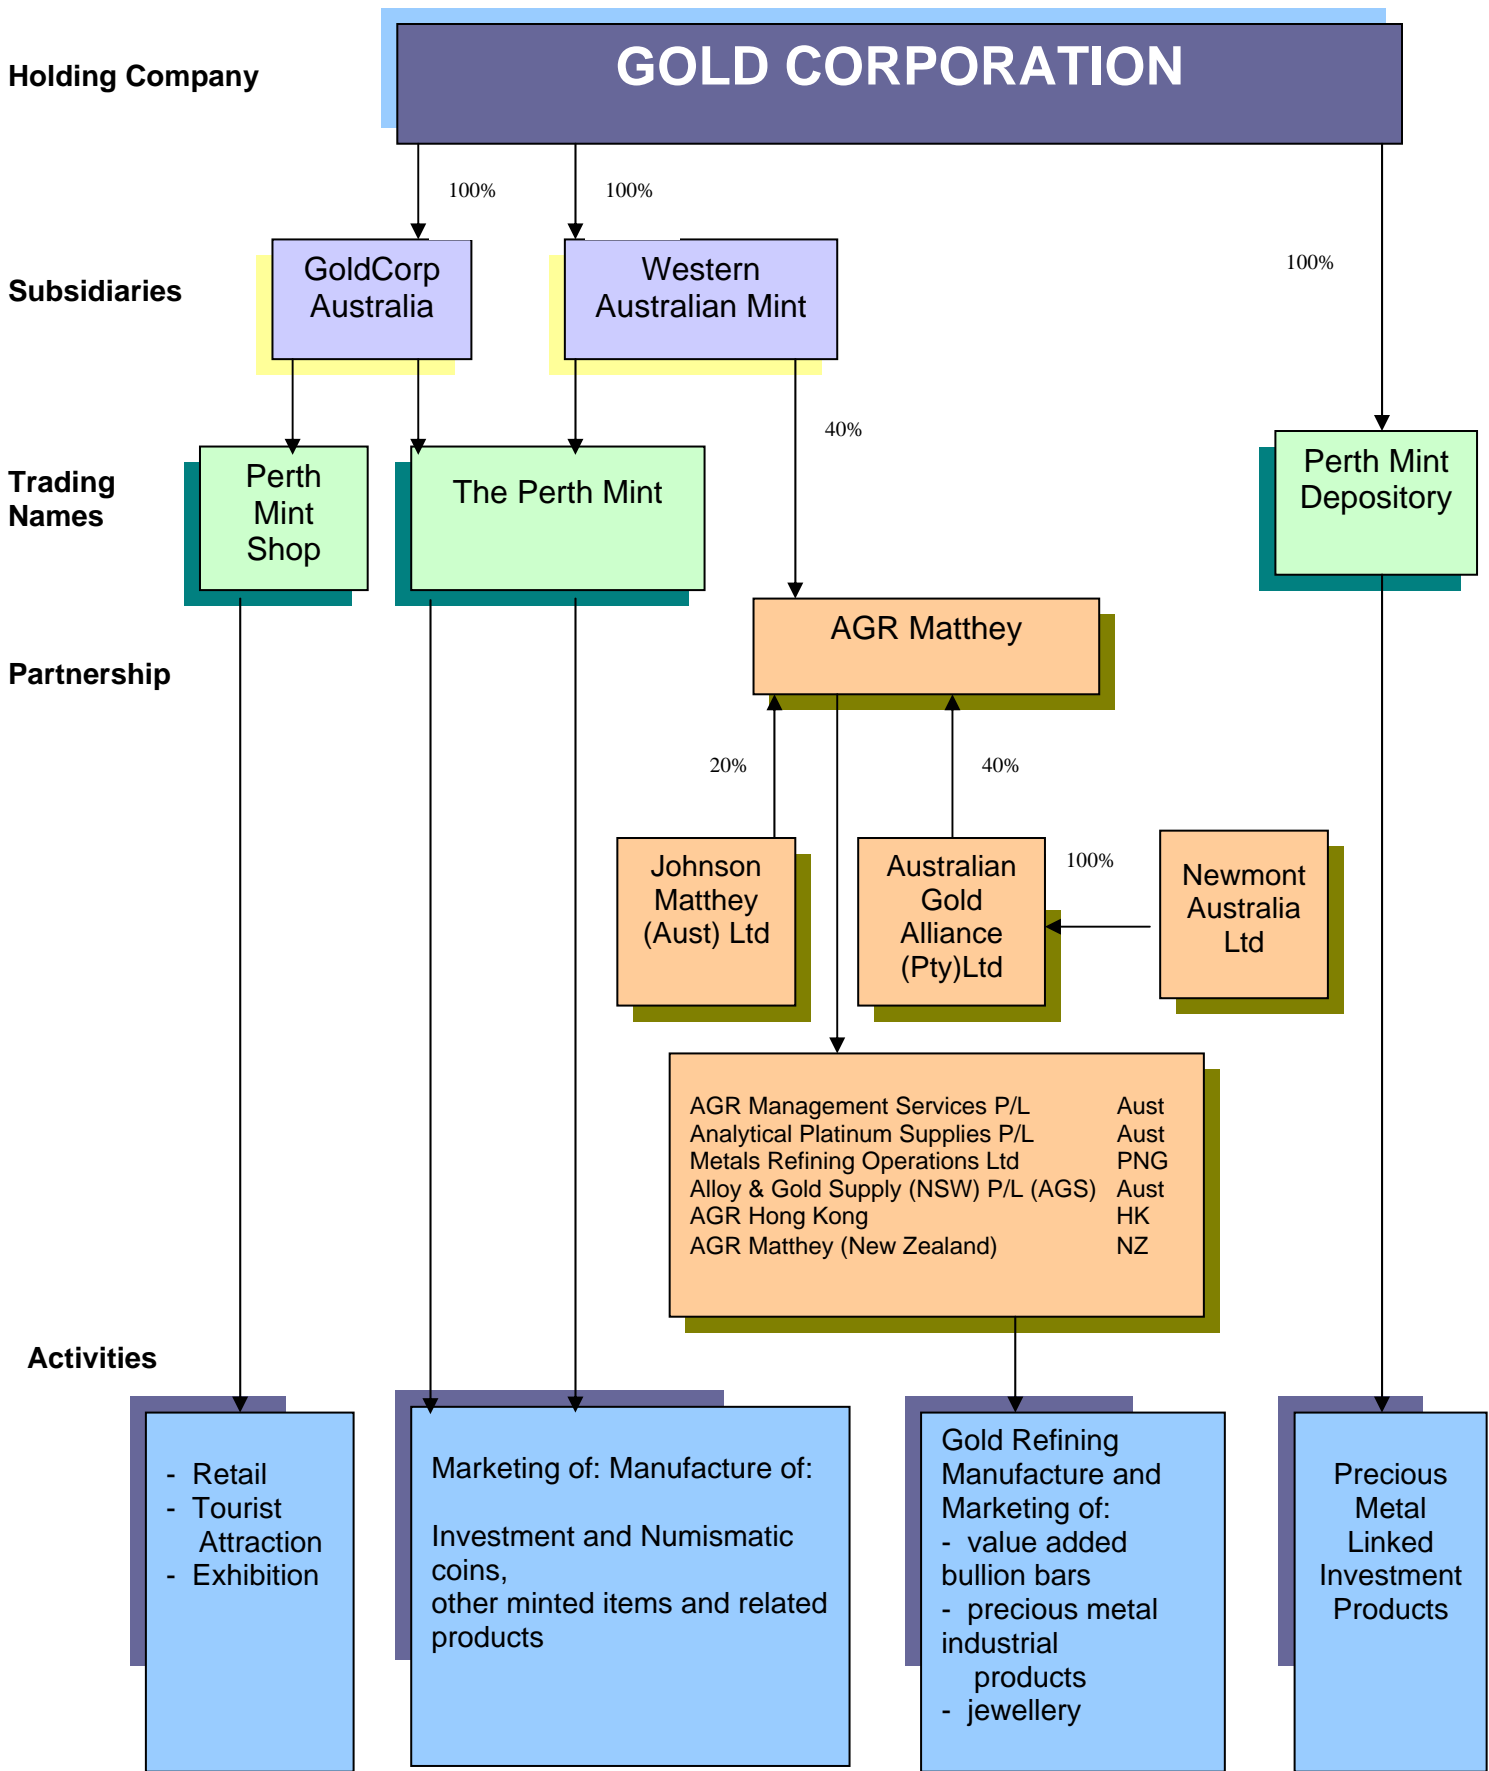 GOLD CORPORATION
Holding Company
100%
100%
100%
Subsidiaries
GoldCorp
Australia
Western
Australian Mint
40%
Trading
Names
Perth
Mint
Shop
The Perth Mint
Perth Mint
Depository
Partnership
AGR Matthey
20%
40%
Johnson
Matthey
(Aust) Ltd
Australian
Gold
Alliance
(Pty)Ltd
100%
Newmont
Australia
Ltd
AGR Management Services P/L Aust
Analytical Platinum Supplies P/L Aust
Metals Refining Operations Ltd PNG
Alloy & Gold Supply (NSW) P/L (AGS) Aust
AGR Hong Kong HK
AGR Matthey (New Zealand) NZ
Activities
- Retail
- Tourist
Attraction
- Exhibition
Marketing of: Manufacture of:
Investment and Numismatic
coins,
other minted items and related
products
Gold Refining
Manufacture and
Marketing of:
- value added
bullion bars
- precious metal
industrial
products
- jewellery
Precious
Metal
Linked
Investment
Products